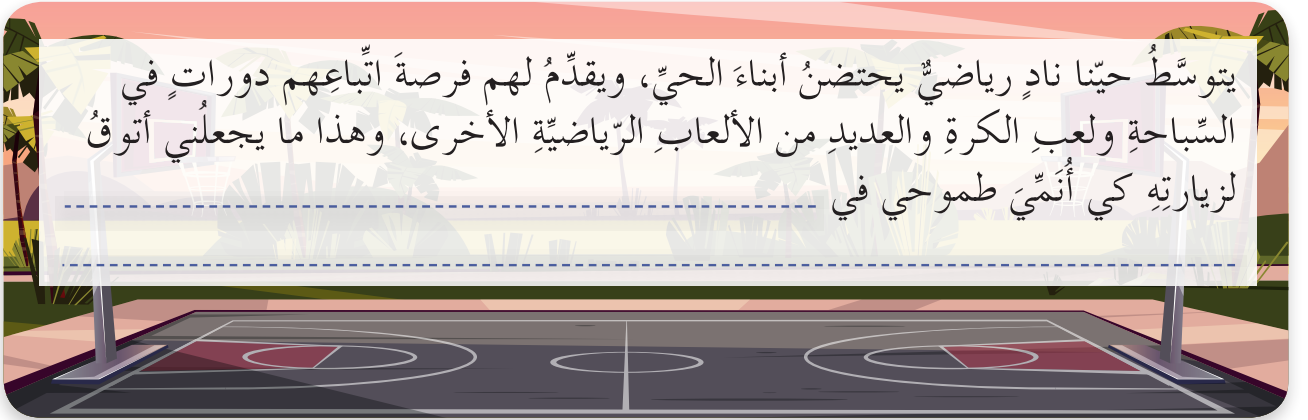 يتوسَّطُ حيّنا نادٍ رياضيٌّ يحتضنُ أبناءَ الحيِّ، ويقدِّمُ لهم فرصةَ اتِّباعِهم دوراتٍ في
السِّباحةِ ولعبِ الكرةِ والعديدِ من الألعابِ الرّياضيِّةِ الأخرى، وهذا ما يجعلُني أتوقُ
لزيارتِهِ كي أُنَمِّيَ طموحي في